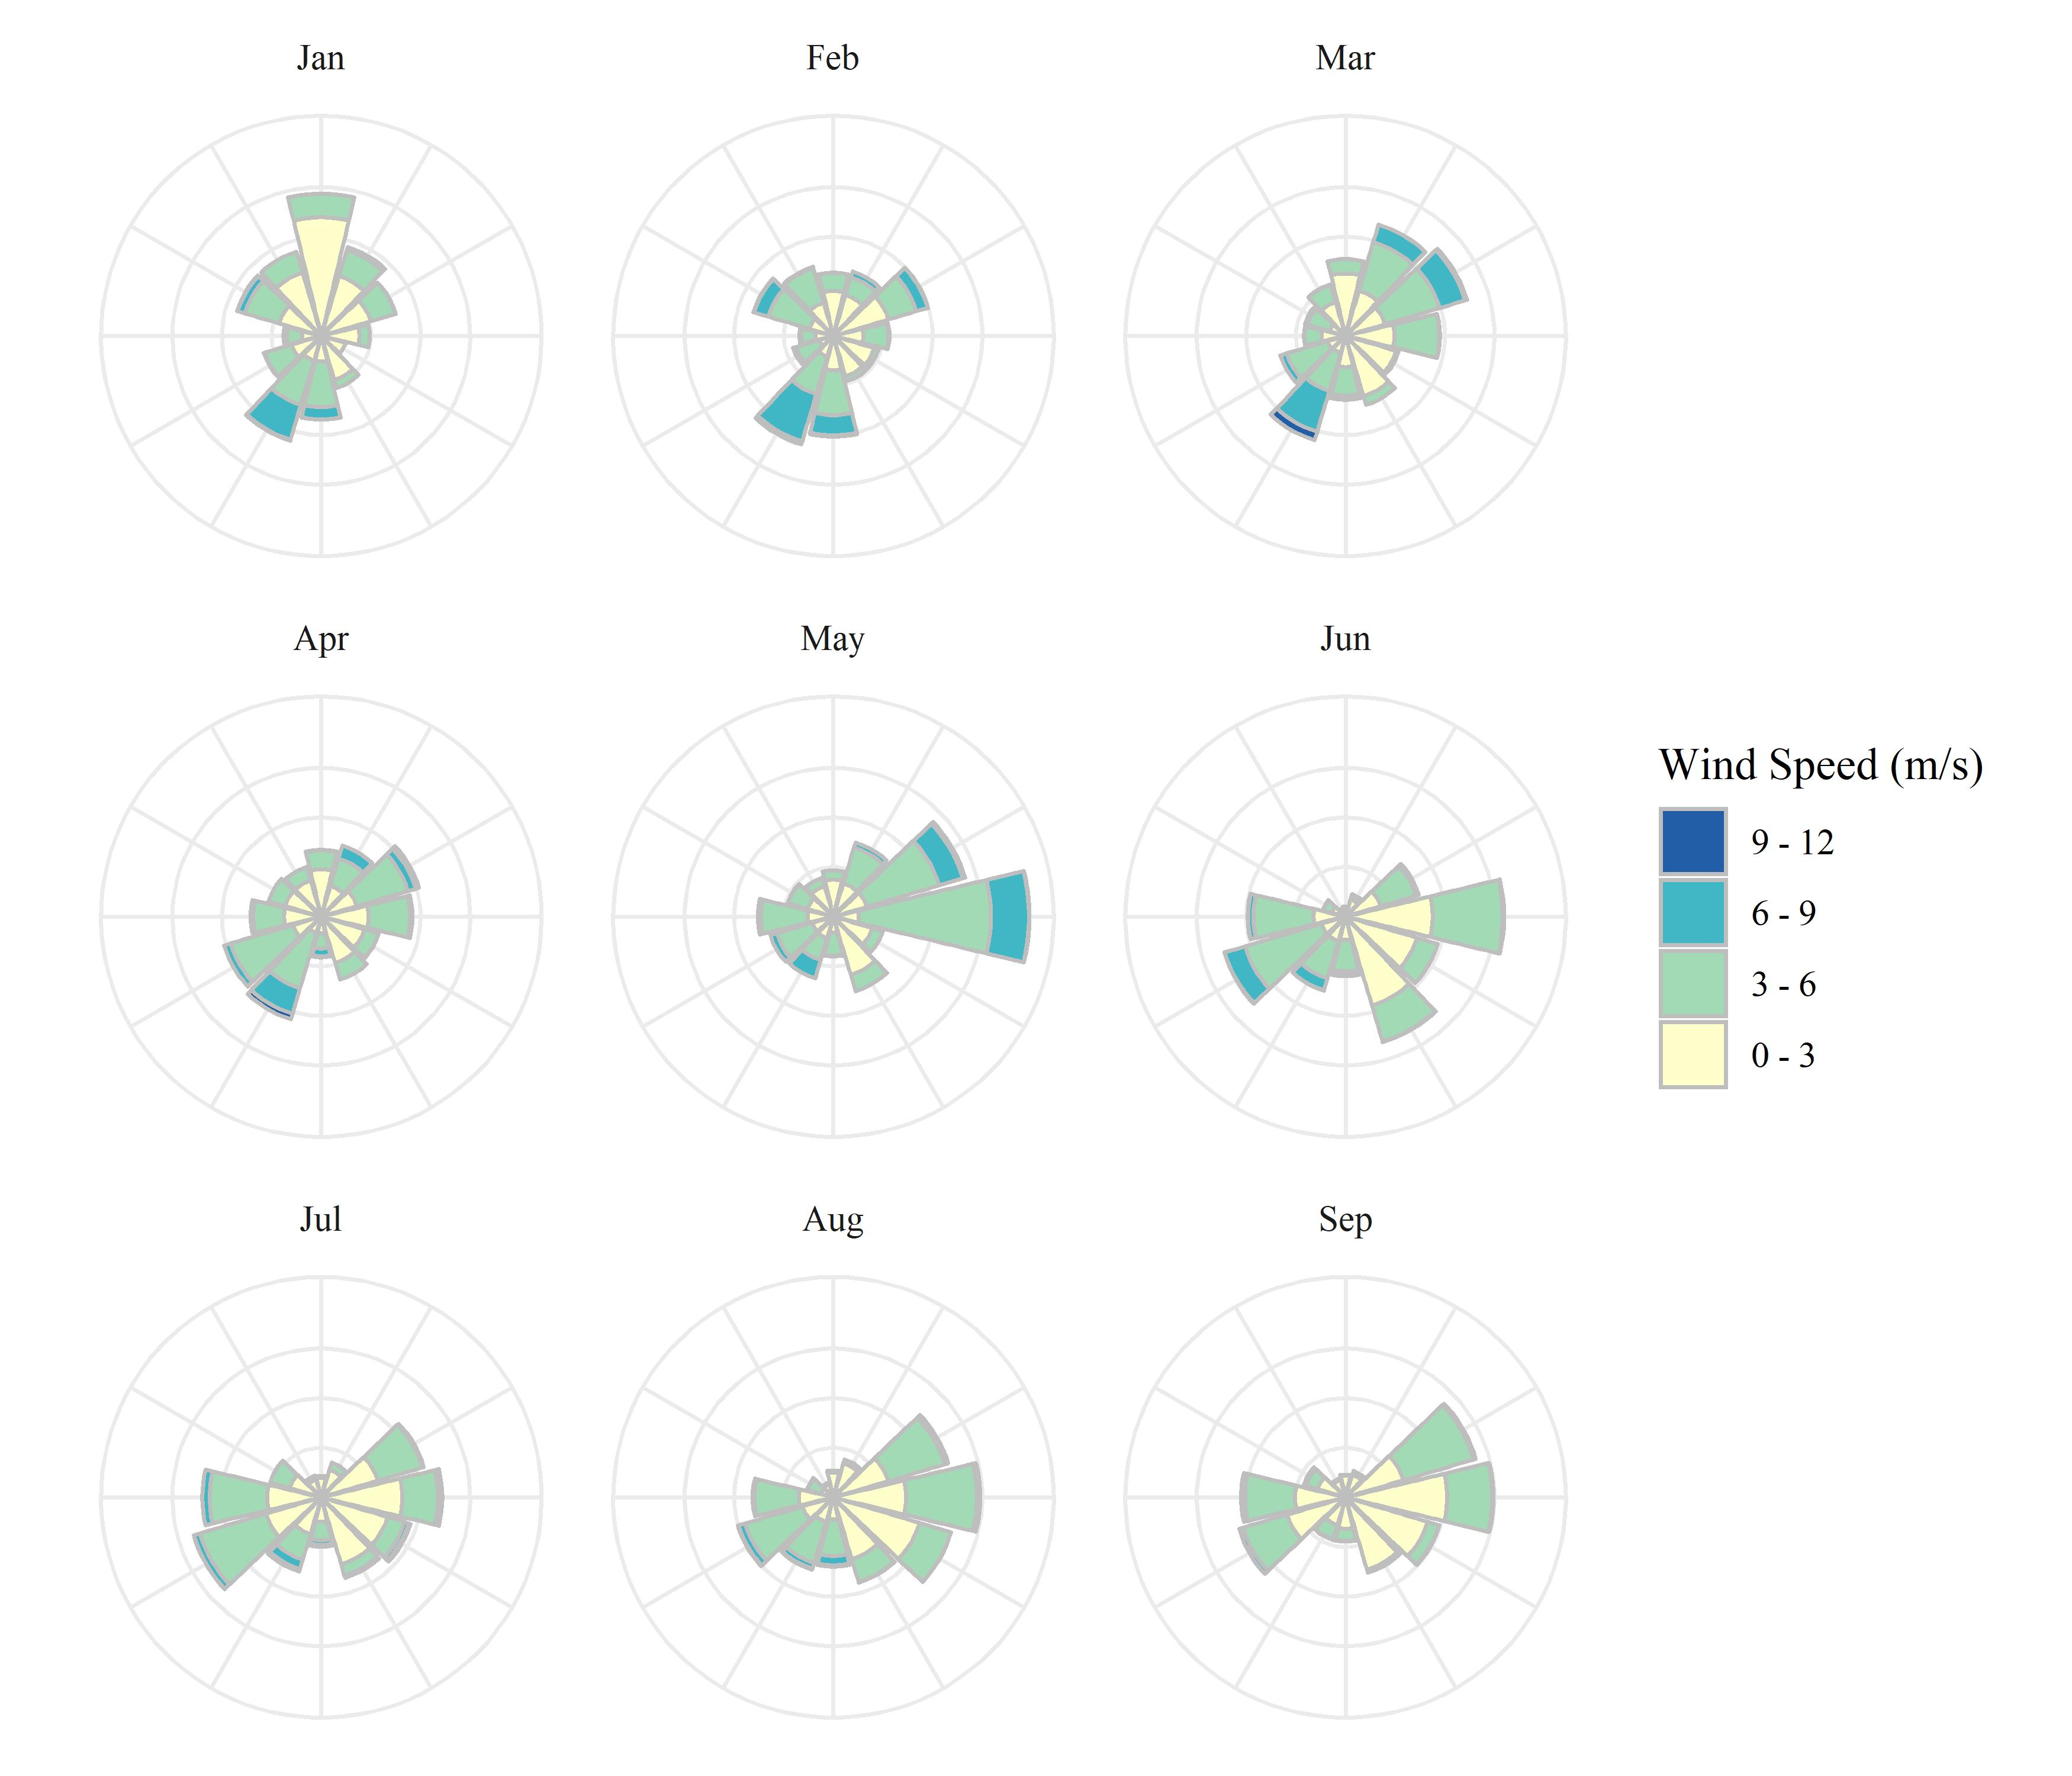 Jan
Feb
Mar
Apr
May
Jun
Wind Speed (m/s)
9 - 12
6 - 9
3 - 6
0 - 3
Jul
Aug
Sep